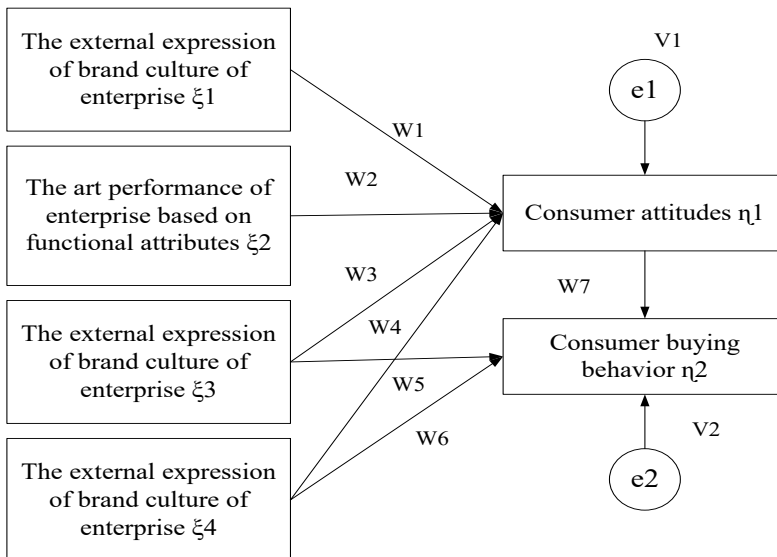 The external expression
of brand culture of
enterprise ξ1
The art performance of
enterprise based on
functional attributes ξ2
The external expression
of brand culture of
enterprise ξ3
The external expression
of brand culture of
enterprise ξ4
W1
W2
W3
W4
W5
W6
V1
e1
Consumer attitudes η1
W7
Consumer buying
behavior η2
V2
e2